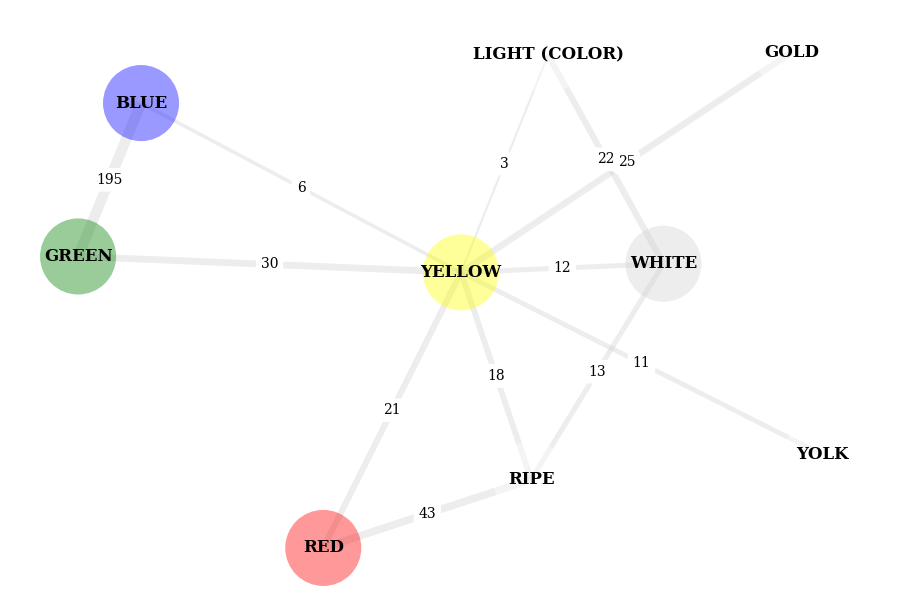 LIGHT (COLOR)
GOLD
BLUE
22
25
3
195
6
GREEN
30
YELLOW
12
WHITE
11
13
18
21
YOLK
RIPE
43
RED